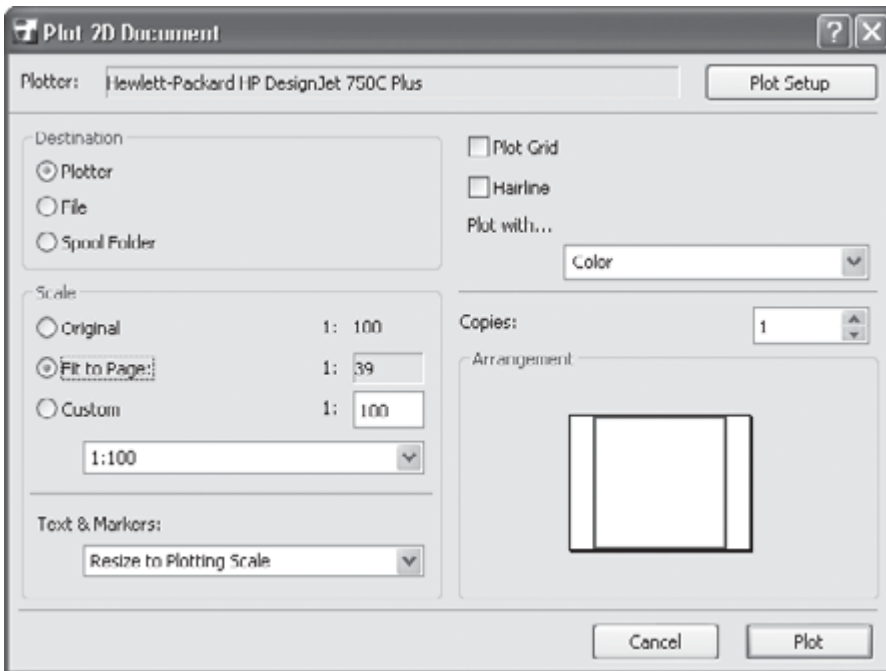 Plot 2D Document
Plotter: Hewlett-Packard HP DesignJet 750C Plus Plot Setup
Destination
Plotter
File
Spool Folder
Scale
Original 1: 100
Fit to Page: 1: 39
Custom 1: 100
1:100
Text & Markers:
Resize to Plotting Scale
Plot Grid
Hairline
Plot with...
Color
Copies: 1
Arrangement
Cancel Plot